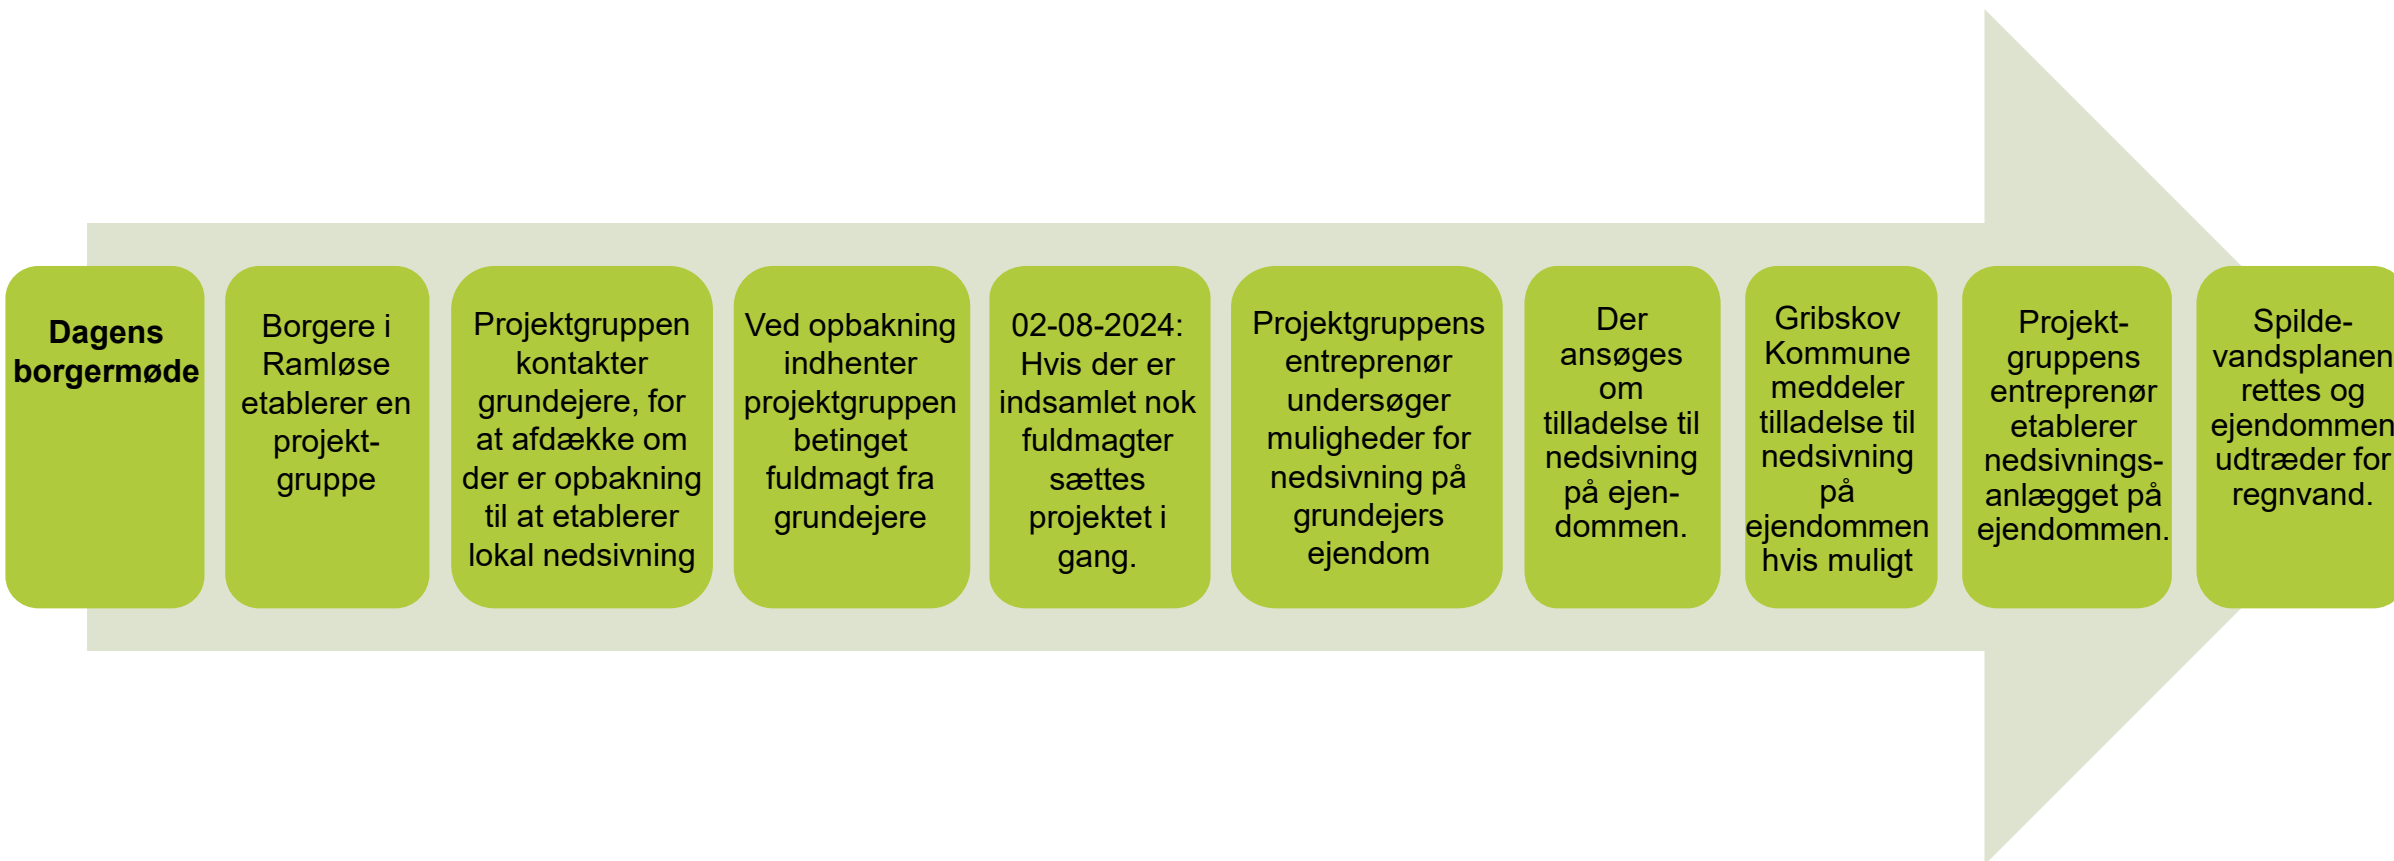 Dagens
borgermøde
Borgere i
Ramløse
etablerer en
projekt-
gruppe
Projektgruppen
kontakter
grundejere, for
at afdække om
der er opbakning
til at etablerer
lokal nedsivning
Ved opbakning
indhenter
projektgruppen
betinget
fuldmagt fra
grundejere
02-08-2024:
Hvis der er
indsamlet nok
fuldmagter
sættes
projektet i
gang.
Projektgruppens
entreprenør
undersøger
muligheder for
nedsivning på
grundejers
ejendom
Der
ansøges
om
tilladelse til
nedsivning
på ejen-
dommen.
Gribskov
Kommune
meddeler
tilladelse til
nedsivning
på
ejendommen
hvis muligt
Projekt-
gruppens
entreprenør
etablerer
nedsivnings-
anlægget på
ejendommen.
Spilde-
vandsplanen
rettes og
ejendommen
udtræder for
regnvand.